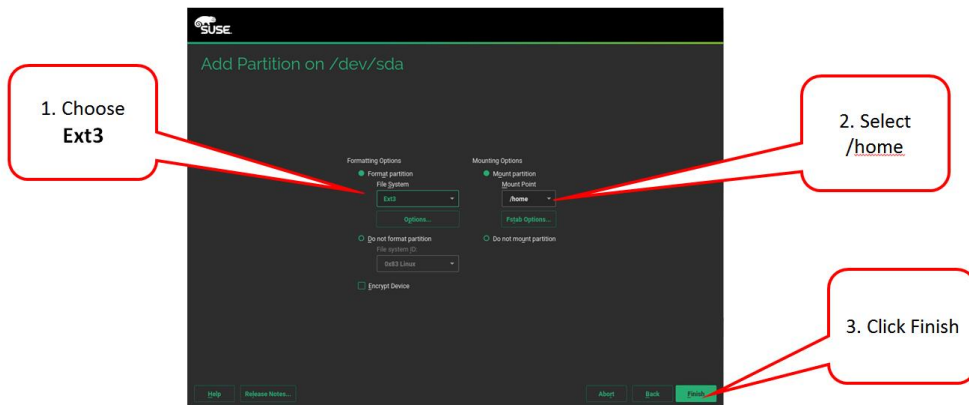 SUSE
Add Partition on /dev/sda
1. Choose
Ext3
2. Select
/home
3. Click Finish
Formatting Options
Format partition
File System
Ext3
Options...
Do not format partition
File system ID:
0x83 Linux
Encrypt Device
Mounting Options
Mount partition
Mount Point
/home
Fstab Options...
Do not mount partition
Help
Release Notes...
Abort
Back
Finish